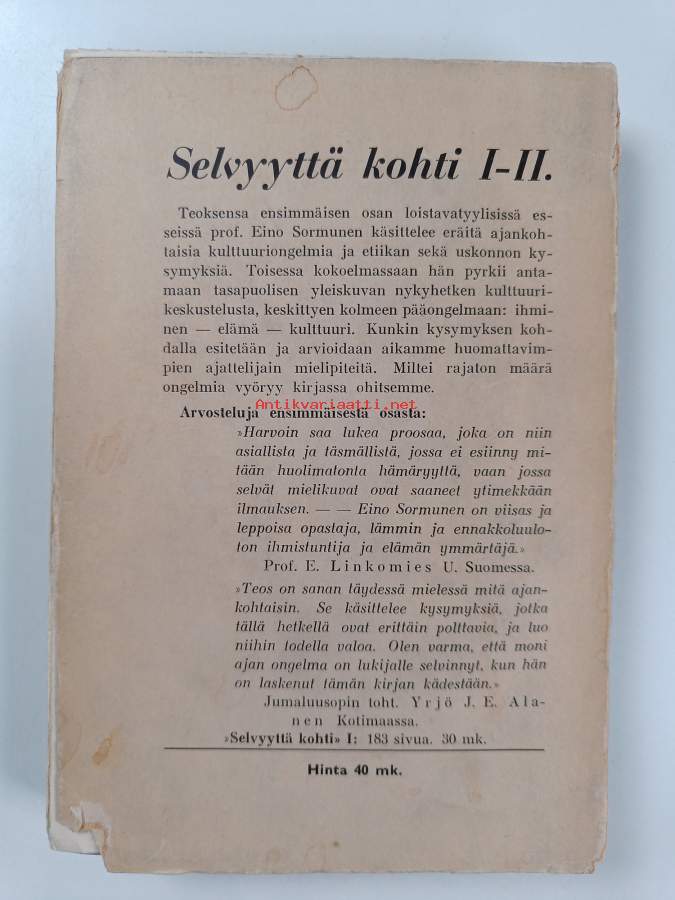 Selvyyttä kohti I-II.
Teoksensa ensimmäisen osan loistavatyylisissä es-
seissä prof. Eino Sormunen käsittelee eräitä ajankoh-
taisia kulttuuriongelmia ja etiikan sekä uskonnon ky-
symyksiä. Toisessa kokoelmassaan hän pyrkii anta-
maan tasapuolisen yleiskuvan nykyhetken kulttuuri-
keskustelusta, keskittyen kolmeen pääongelmaan: ihmi-
nen — elämä — kulttuuri. Kunkin kysymyksen koh-
dalla esitetään ja arvioidaan aikamme huomattavim-
pien ajattelijain mielipiteitä. Miltei rajaton määrä
ongelmia vyöryy kirjassa ohitsemme.
Antikvariaatti.net
Arvosteluja ensimmäisestä osasta:
»Harvoin saa lukea proosaa, joka on niin
asiallista ja täsmällistä, jossa ei esiinny mi-
tään huolimatonta hämäryyttä, vaan jossa
selvät mielikuvat ovat saaneet ytimekkään
ilmauksen. — — Eino Sormunen on viisas ja
leppoisa opastaja, lämmin ja ennakkoluulo-
ton ihmistuntija ja elämän ymmärtäjä.»
Prof. E. Linkomies U. Suomessa.
»Teos on sanan täydessä mielessä mitä ajan-
kohtaisin. Se käsittelee kysymyksiä, jotka
tällä hetkellä ovat erittäin polttavia, ja luo
niihin todella valoa. Olen varma, että moni
ajan ongelma on lukijalle selvinnyt, kun hän
on laskenut tämän kirjan kädestään.»
Jumaluusopin toht. Yrjö J. E. Ala-
nen Kotimaassa.
»Selvyyttä kohti» I: 183 sivua. 30 mk.
Hinta 40 mk.